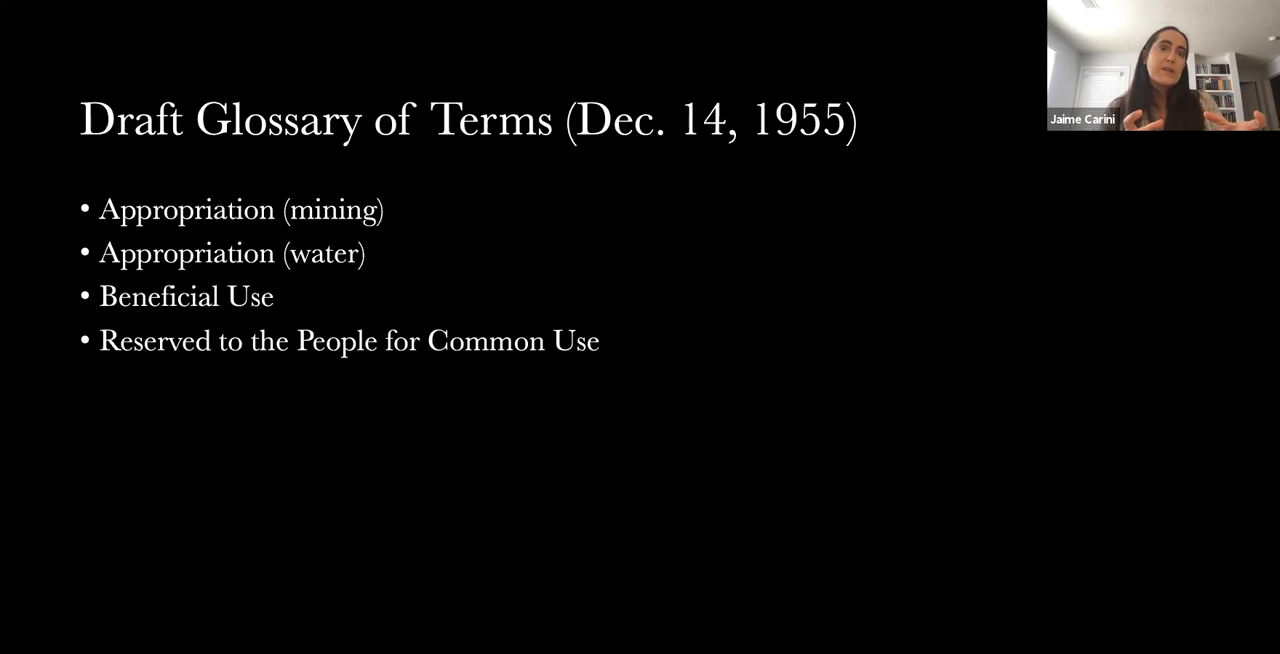 Draft Glossary of Terms (Dec. 14, 1955)
• Appropriation (mining)
• Appropriation (water)
• Beneficial Use
• Reserved to the People for Common Use
Jaime Carini